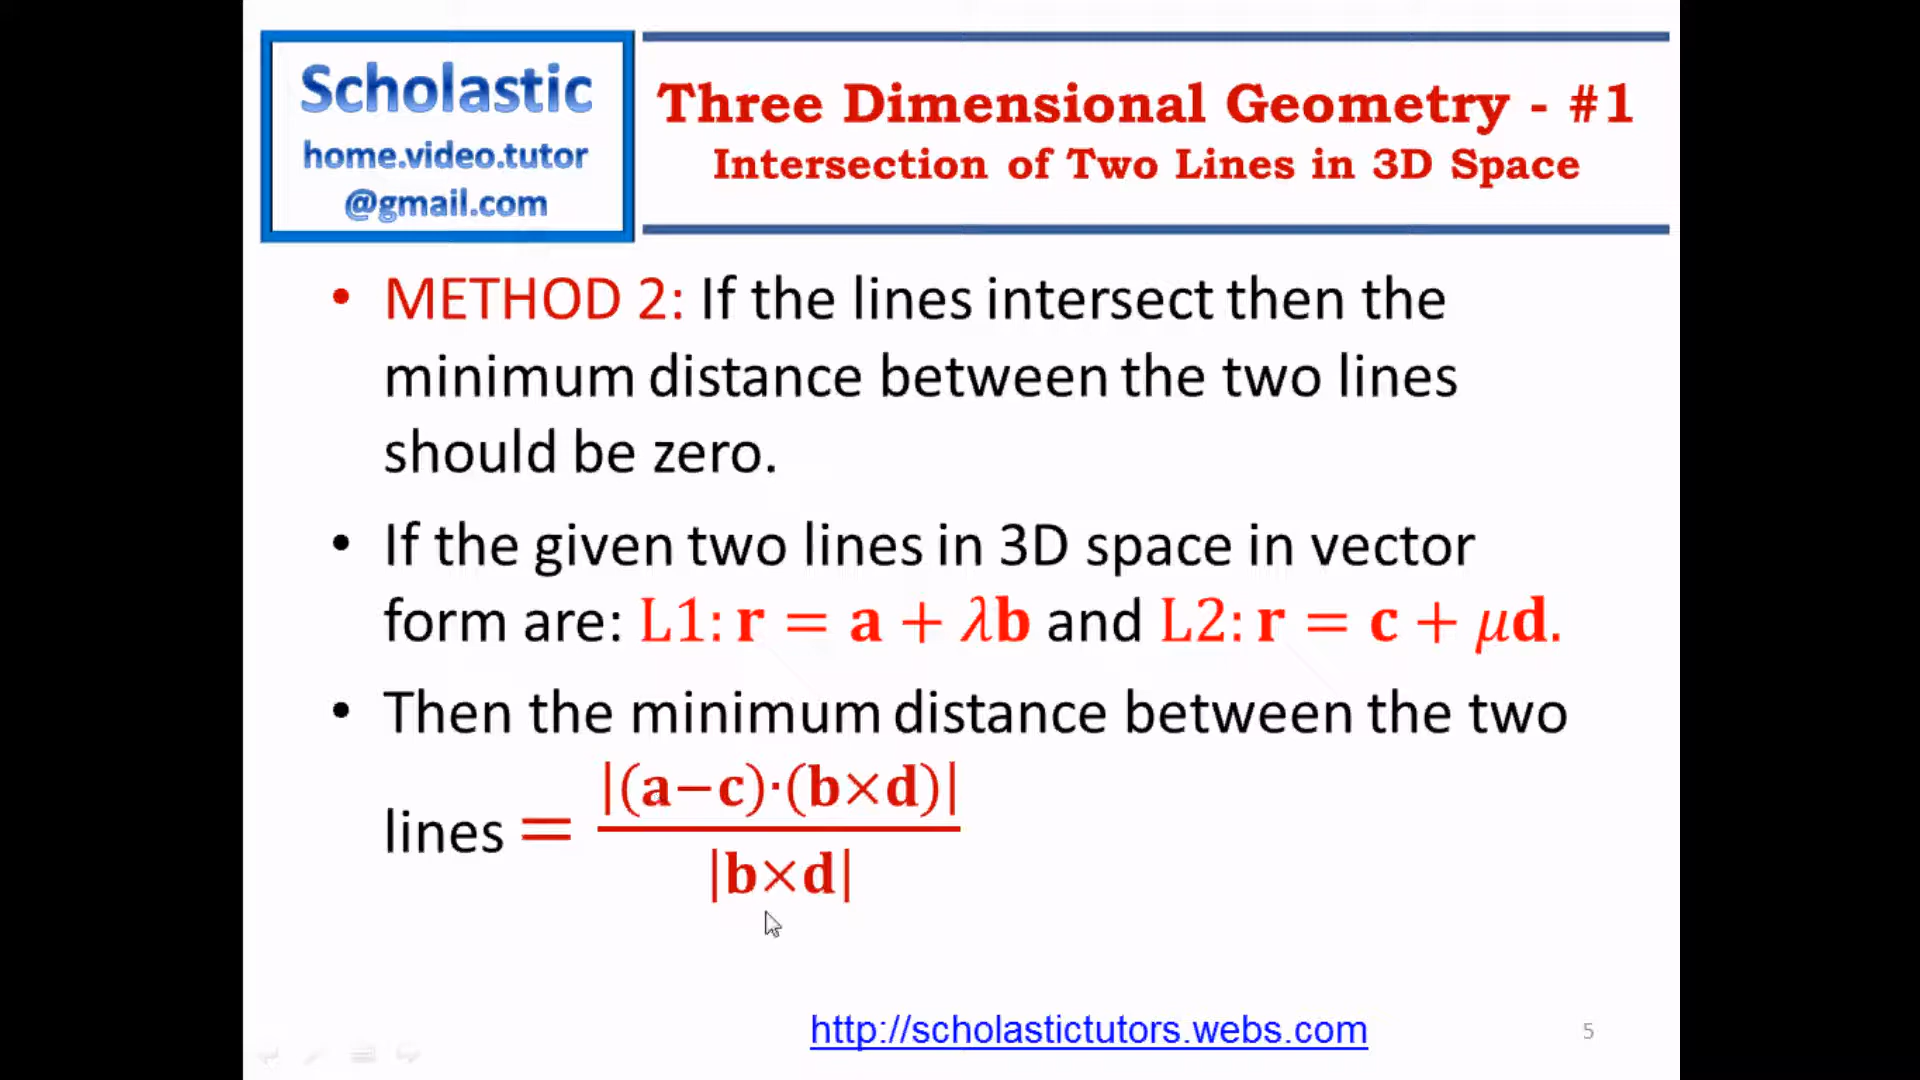 Scholastic
home.video.tutor
@gmail.com
Three Dimensional Geometry - #1
Intersection of Two Lines in 3D Space
• METHOD 2: If the lines intersect then the
minimum distance between the two lines
should be zero.
• If the given two lines in 3D space in vector
form are: L1: r = a + λb and L2: r = c + μd.
• Then the minimum distance between the two
lines = |(a−c)·(b×d)|
|b×d|
http://scholastictutors.webs.com
5